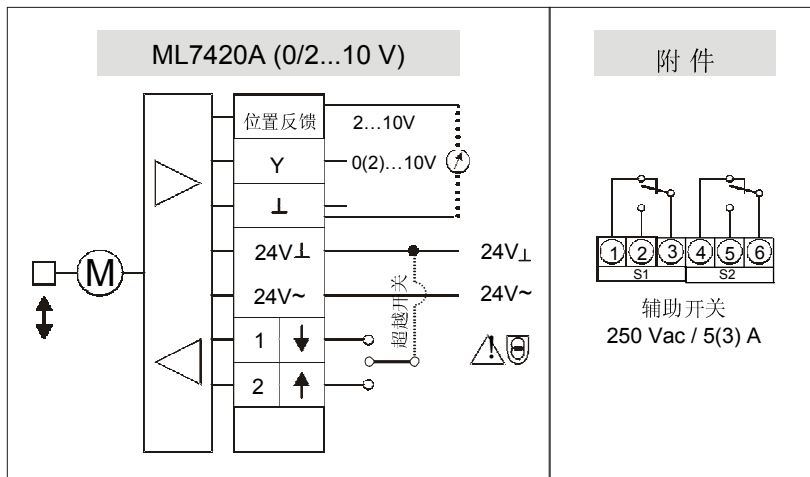 ML7420A (0/2...10 V)
位置反馈
2…10V
Y
0(2)…10V
⊥
24V⊥
24V⊥
24V~
24V~
超越开关
1
↓
2
↑
M
附 件
1 2 3 4 5 6
S1 S2
辅助开关
250 Vac / 5(3) A